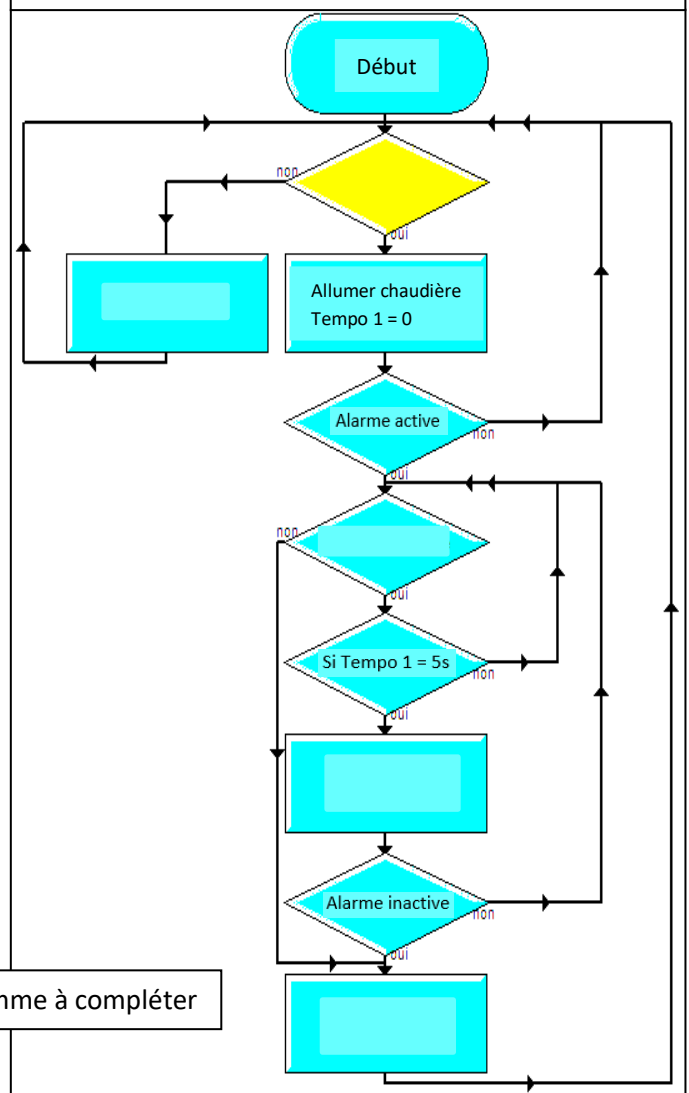 Début
non
oui
Allumer chaudière
Tempo 1 = 0
Alarme active
non
oui
non
oui
Si Tempo 1 = 5s
non
oui
Alarme inactive
non
oui
à compléter